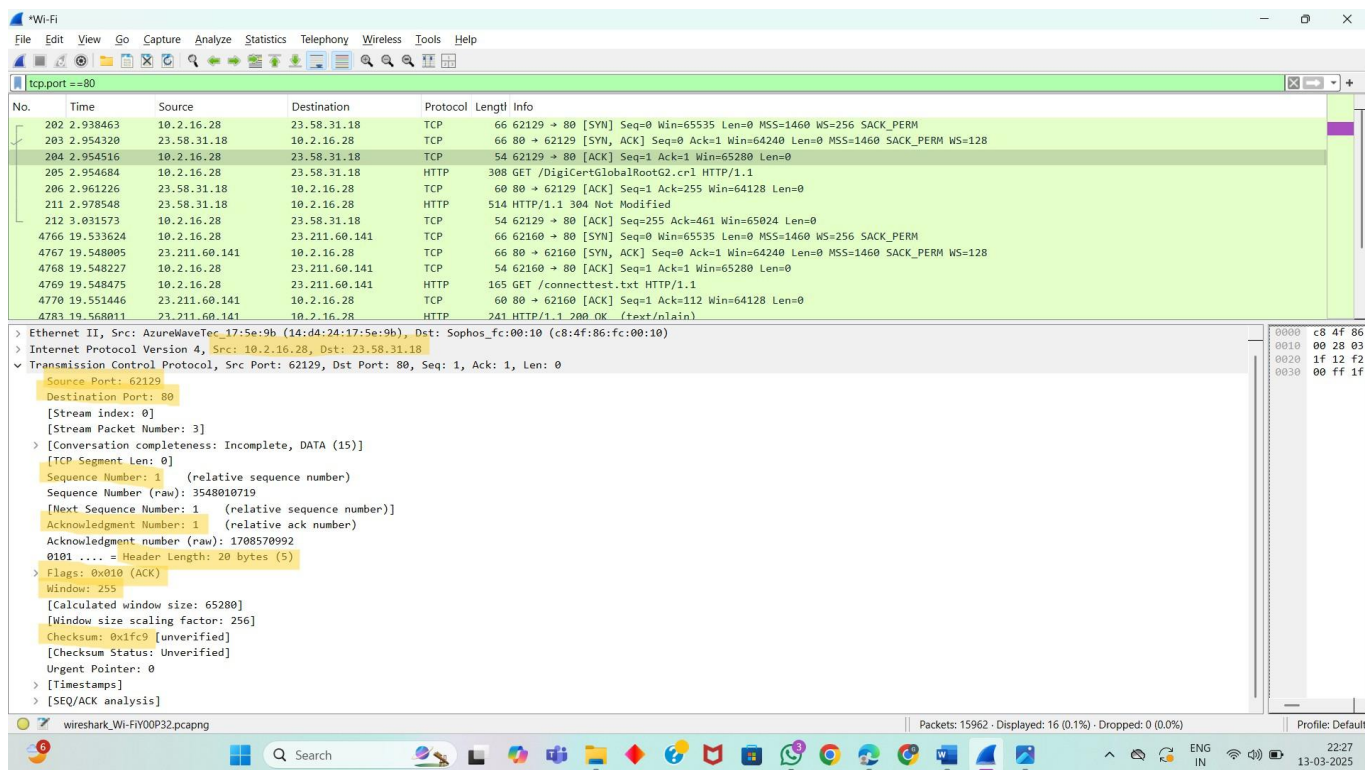 *Wi-Fi
File Edit View Go Capture Analyze Statistics Telephony Wireless Tools Help
tcp.port ==80
No. Time Source Destination Protocol Length Info
202 2.938463 10.2.16.28 23.58.31.18 TCP 66 62129 → 80 [SYN] Seq=0 Win=65535 Len=0 MSS=1460 WS=256 SACK_PERM
203 2.954320 23.58.31.18 10.2.16.28 TCP 66 80 → 62129 [SYN, ACK] Seq=0 Ack=1 Win=64240 Len=0 MSS=1460 SACK_PERM WS=128
204 2.954516 10.2.16.28 23.58.31.18 TCP 54 62129 → 80 [ACK] Seq=1 Ack=1 Win=65280 Len=0
205 2.954684 10.2.16.28 23.58.31.18 HTTP 308 GET /DigiCertGlobalRootG2.crl HTTP/1.1
206 2.961226 23.58.31.18 10.2.16.28 TCP 60 80 → 62129 [ACK] Seq=1 Ack=255 Win=64128 Len=0
211 2.978548 23.58.31.18 10.2.16.28 HTTP 514 HTTP/1.1 304 Not Modified
212 3.031573 10.2.16.28 23.58.31.18 TCP 54 62129 → 80 [ACK] Seq=255 Ack=461 Win=65024 Len=0
4766 19.533624 10.2.16.28 23.211.60.141 TCP 66 62160 → 80 [SYN] Seq=0 Win=65535 Len=0 MSS=1460 WS=256 SACK_PERM
4767 19.548005 23.211.60.141 10.2.16.28 TCP 66 80 → 62160 [SYN, ACK] Seq=0 Ack=1 Win=64240 Len=0 MSS=1460 SACK_PERM WS=128
4768 19.548227 10.2.16.28 23.211.60.141 TCP 54 62160 → 80 [ACK] Seq=1 Ack=1 Win=65280 Len=0
4769 19.548475 10.2.16.28 23.211.60.141 HTTP 165 GET /connecttest.txt HTTP/1.1
4770 19.551446 23.211.60.141 10.2.16.28 TCP 60 80 → 62160 [ACK] Seq=1 Ack=112 Win=64128 Len=0
4783 19.568011 23.211.60.141 10.2.16.28 HTTP 241 HTTP/1.1 200 OK (text/plain)
> Ethernet II, Src: AzureWaveTec_17:5e:9b (14:d4:24:17:5e:9b), Dst: Sophos_fc:00:10 (c8:4f:86:fc:00:10)
> Internet Protocol Version 4, Src: 10.2.16.28, Dst: 23.58.31.18
Transmission Control Protocol, Src Port: 62129, Dst Port: 80, Seq: 1, Ack: 1, Len: 0
Source Port: 62129
Destination Port: 80
[Stream index: 0]
[Stream Packet Number: 3]
> [Conversation completeness: Incomplete, DATA (15)]
[TCP Segment Len: 0]
Sequence Number: 1 (relative sequence number)
Sequence Number (raw): 3548010719
[Next Sequence Number: 1 (relative sequence number)]
Acknowledgment Number: 1 (relative ack number)
Acknowledgment number (raw): 1708570992
0101 .... = Header Length: 20 bytes (5)
> Flags: 0x010 (ACK)
Window: 255
[Calculated window size: 65280]
[Window size scaling factor: 256]
Checksum: 0x1fc9 [unverified]
[Checksum Status: Unverified]
Urgent Pointer: 0
> [Timestamps]
> [SEQ/ACK analysis]
0000 c8 4f 86
0010 00 28 03
0020 1f 12 f2
0030 00 ff 1f
wireshark_Wi-FiY00P32.pcapng Packets: 15962 · Displayed: 16 (0.1%) · Dropped: 0 (0.0%) Profile: Default
6 Search ENG IN 22:27 13-03-2025